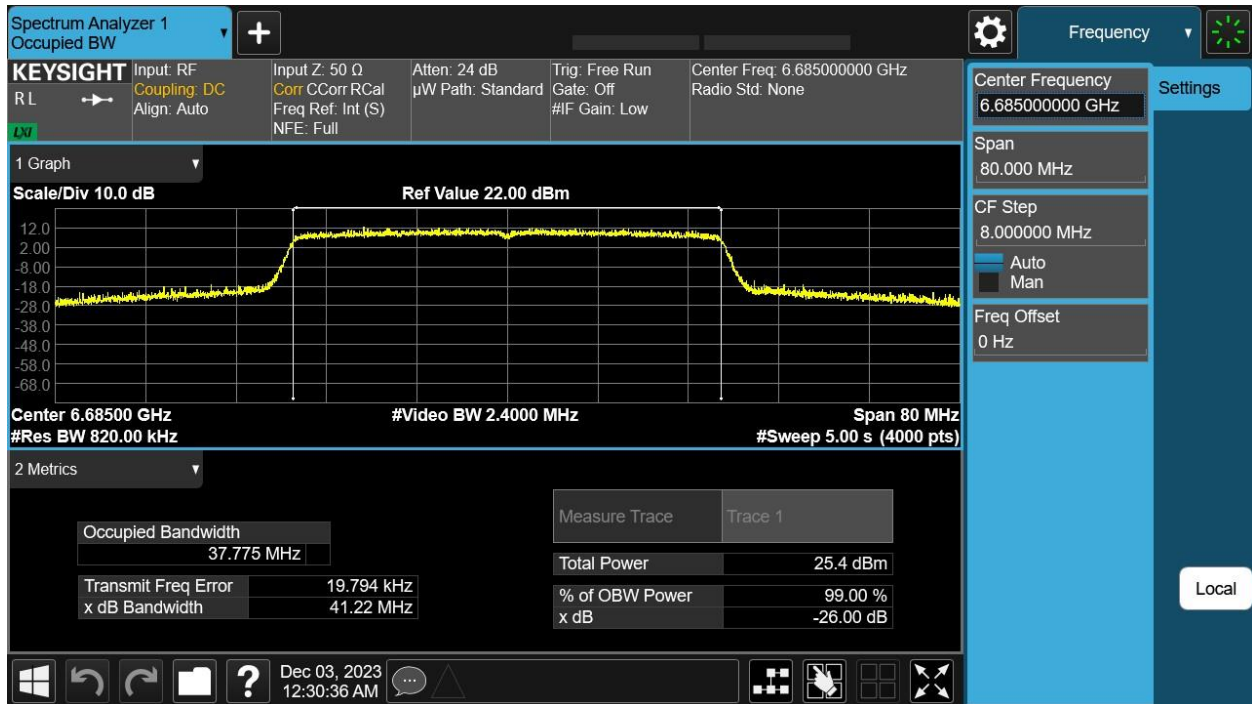 Spectrum Analyzer 1
Occupied BW
Frequency
KEYSIGHT
R L
LXI
Input: RF
Coupling: DC
Align: Auto
Input Z: 50 Ω
Corr CCorr RCal
Freq Ref: Int (S)
NFE: Full
Atten: 24 dB
µW Path: Standard
Trig: Free Run
Gate: Off
#IF Gain: Low
Center Freq: 6.685000000 GHz
Radio Std: None
Center Frequency
6.685000000 GHz
Settings
Span
80.000 MHz
CF Step
8.000000 MHz
Auto
Man
Freq Offset
0 Hz
Local
1 Graph
Scale/Div 10.0 dB
Ref Value 22.00 dBm
12.0
2.00
-8.00
-18.0
-28.0
-38.0
-48.0
-58.0
-68.0
Center 6.68500 GHz
#Video BW 2.4000 MHz
Span 80 MHz
#Res BW 820.00 kHz
#Sweep 5.00 s (4000 pts)
2 Metrics
Measure Trace Trace 1
Occupied Bandwidth
37.775 MHz
Total Power 25.4 dBm
Transmit Freq Error 19.794 kHz
% of OBW Power 99.00 %
x dB Bandwidth 41.22 MHz
x dB -26.00 dB
?
Dec 03, 2023
12:30:36 AM